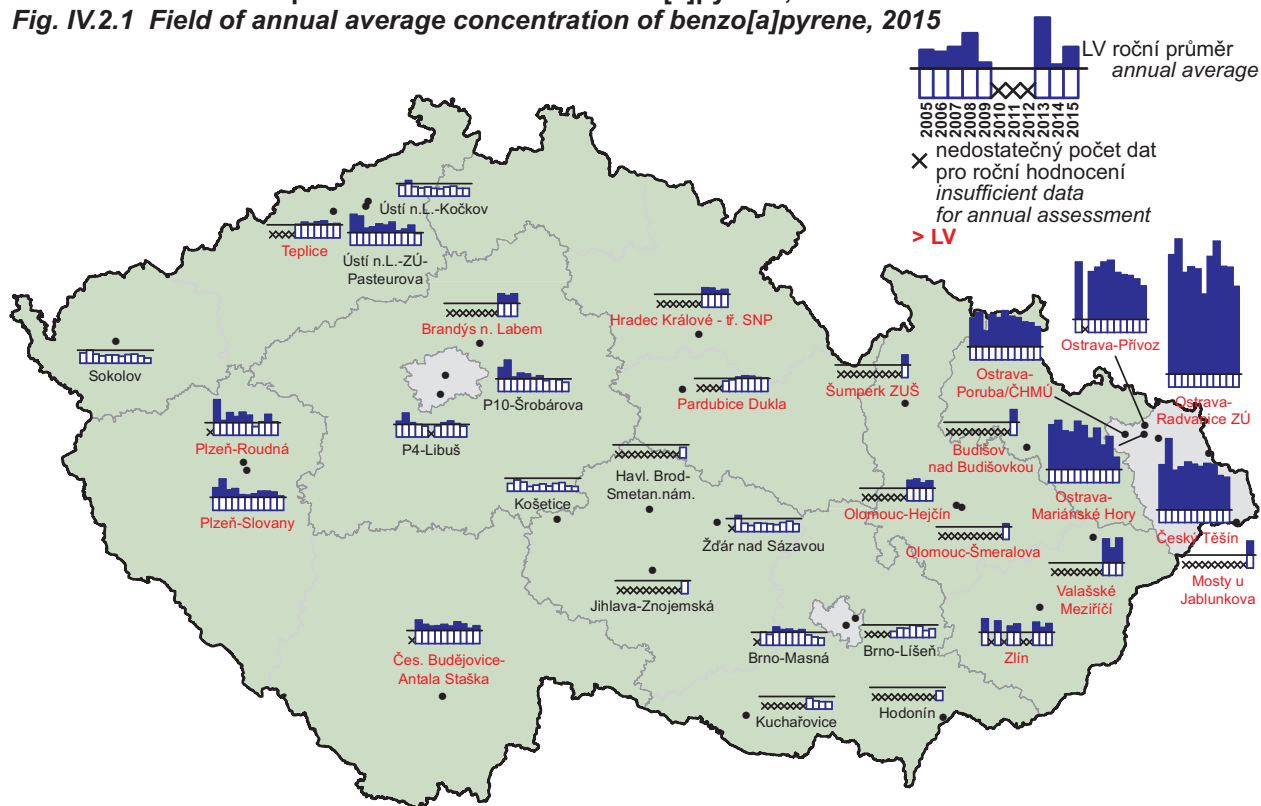 Fig. IV.2.1 Field of annual average concentration of benzo[a]pyrene, 2015
LV roční průměr
annual average
2005
2006
2007
2008
2009
2010
2011
2012
2013
2014
2015
× nedostatečný počet dat
pro roční hodnocení
insufficient data
for annual assessment
> LV
Ústí n.L.-Kočkov
Teplice
Ústí n.L.-ZÚ-
Pasteurova
Brandýs n. Labem
Hradec Králové - tř. SNP
Ostrava-Přívoz
Ostrava-
Poruba/ČHMÚ
Ostrava-
Radvanice ZÚ
Sokolov
P10-Šrobárova
Pardubice Dukla
Šumperk ZUŠ
Plzeň-Roudná
P4-Libuš
Budišov
nad Budišovkou
Havl. Brod-
Smetan.nám.
Plzeň-Slovany
Košetice
Olomouc-Hejčín
Ostrava-
Mariánské Hory
Žďár nad Sázavou
Olomouc-Šmeralova
Český Těšín
Mosty u
Jablunkova
Valašské
Meziříčí
Jihlava-Znojemská
Čes. Budějovice-
Antala Staška
Brno-Masná
Brno-Líšeň
Zlín
Kuchařovice
Hodonín